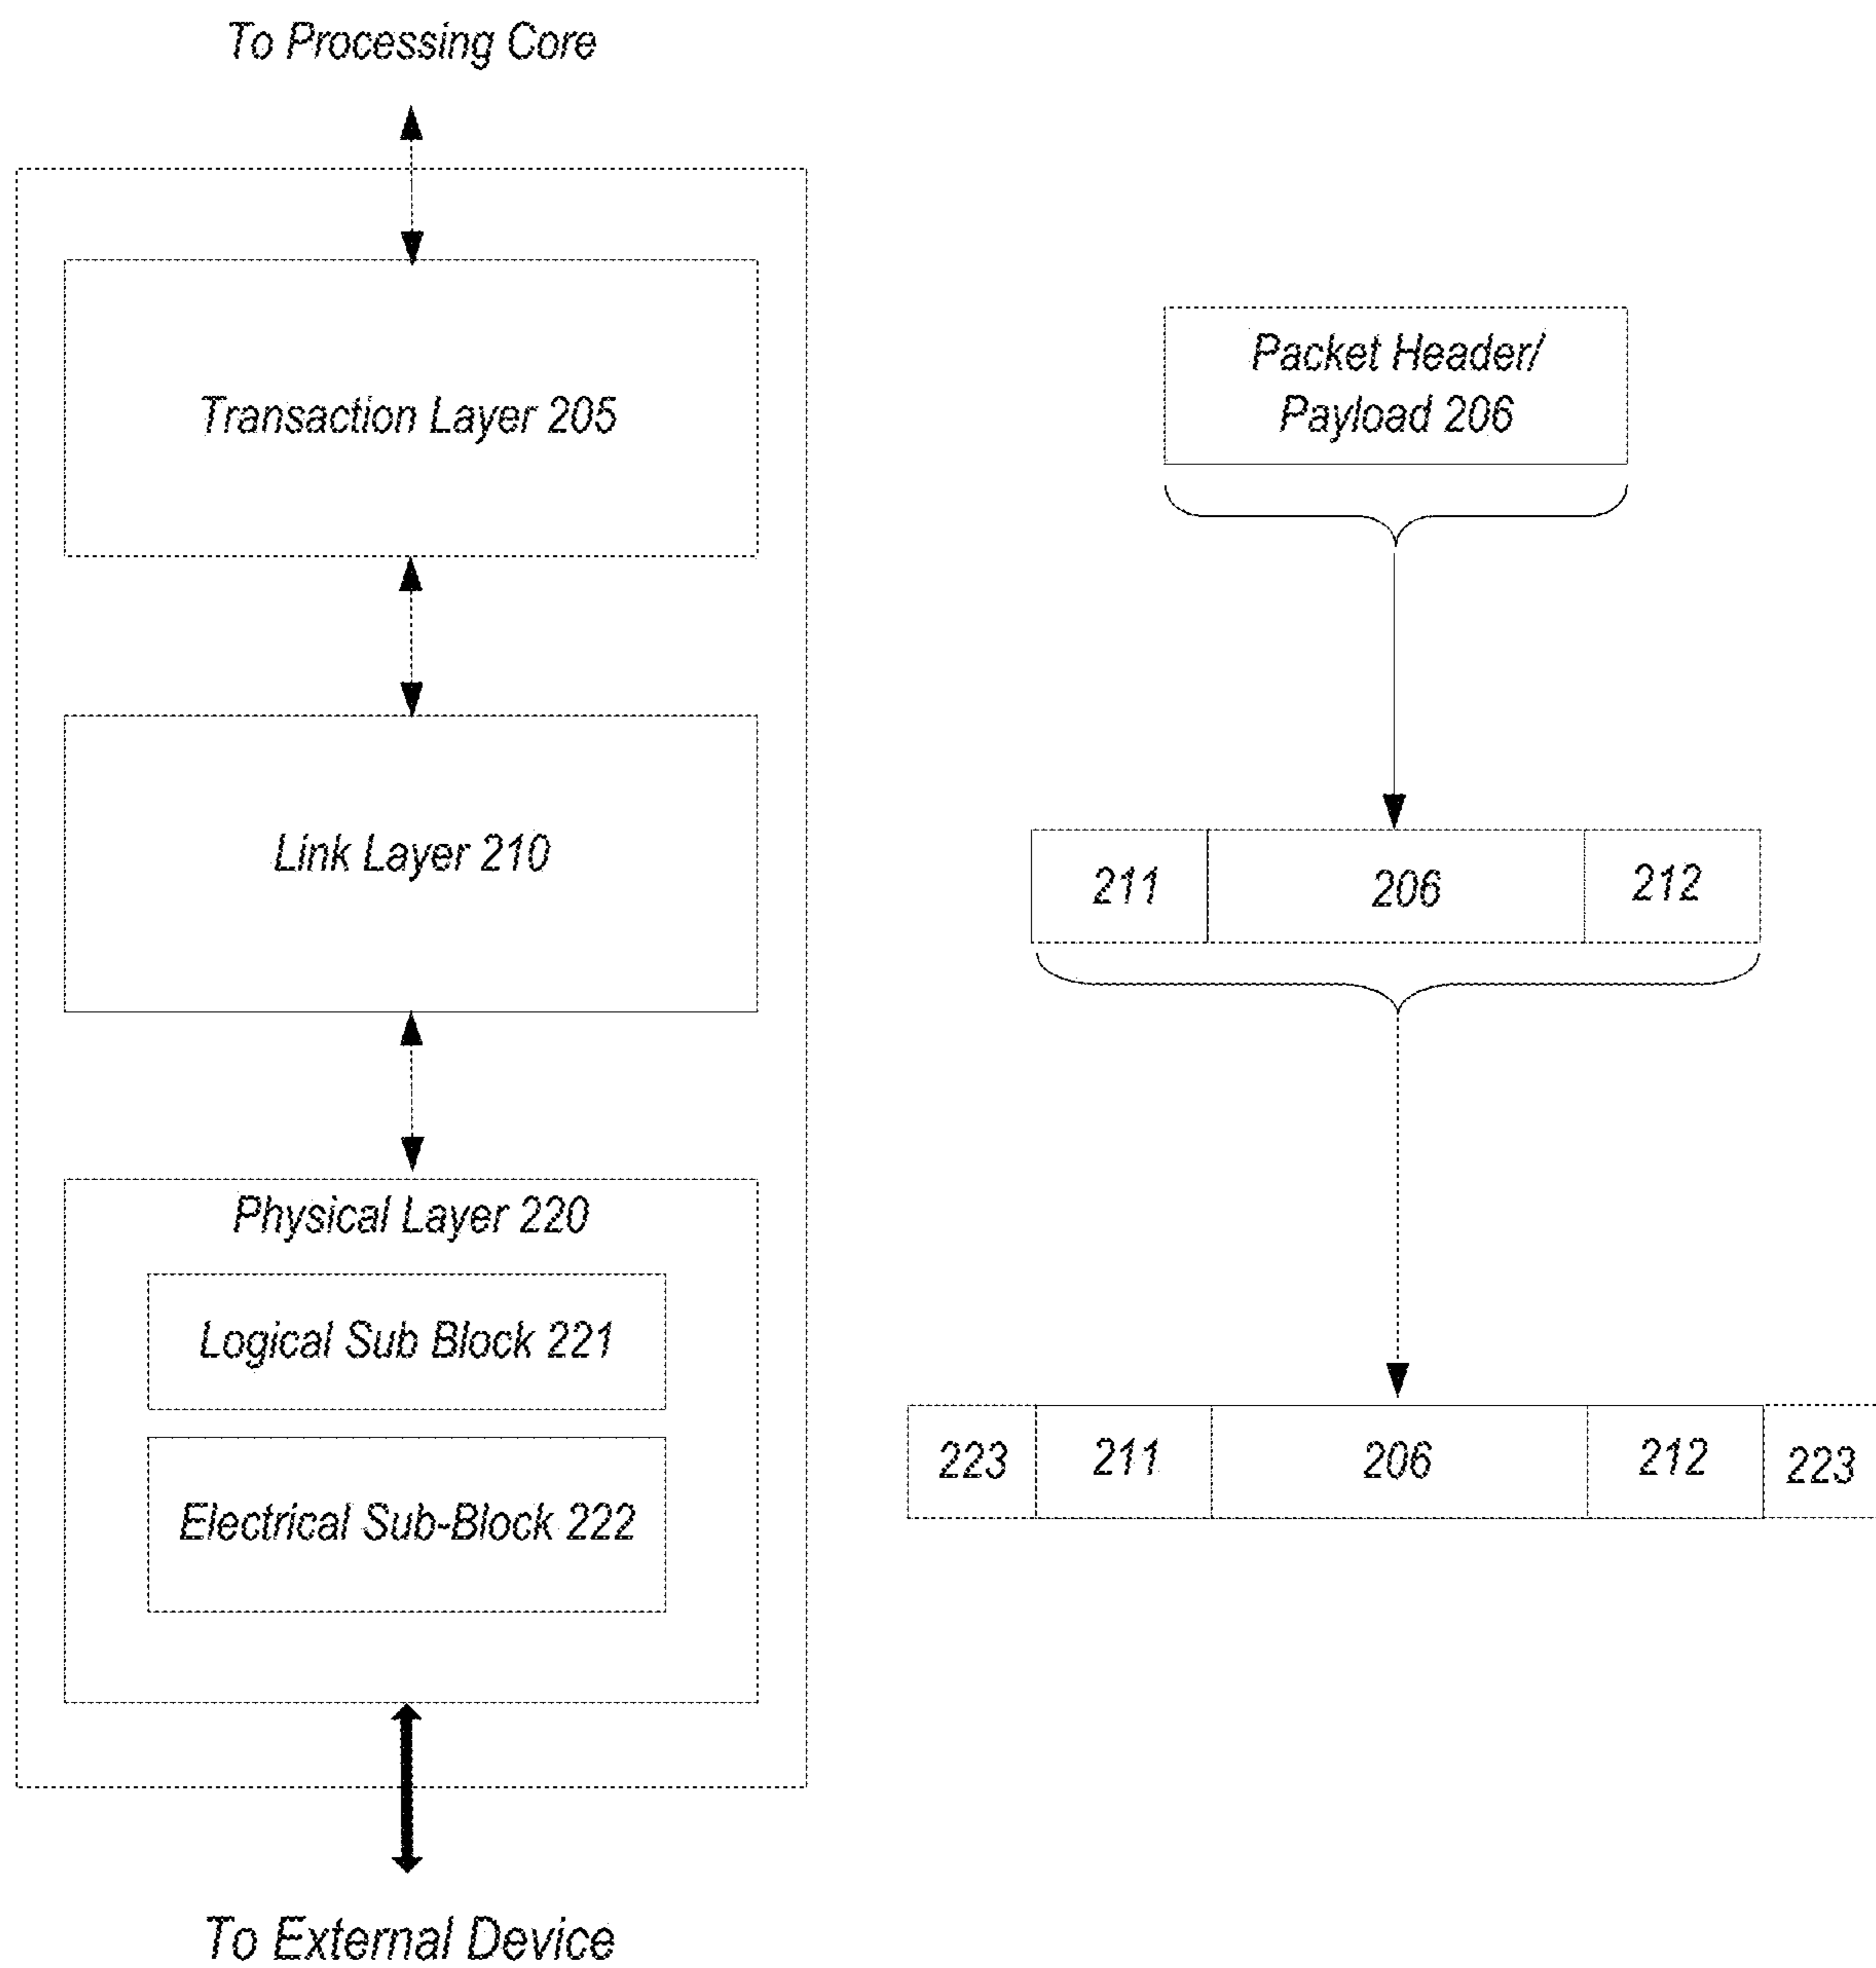 To Processing Core
Transaction Layer 205
Packet Header/
Payload 206
Link Layer 210
211 206 212
Physical Layer 220
Logical Sub Block 221
Electrical Sub-Block 222
223 211 206 212 223
To External Device